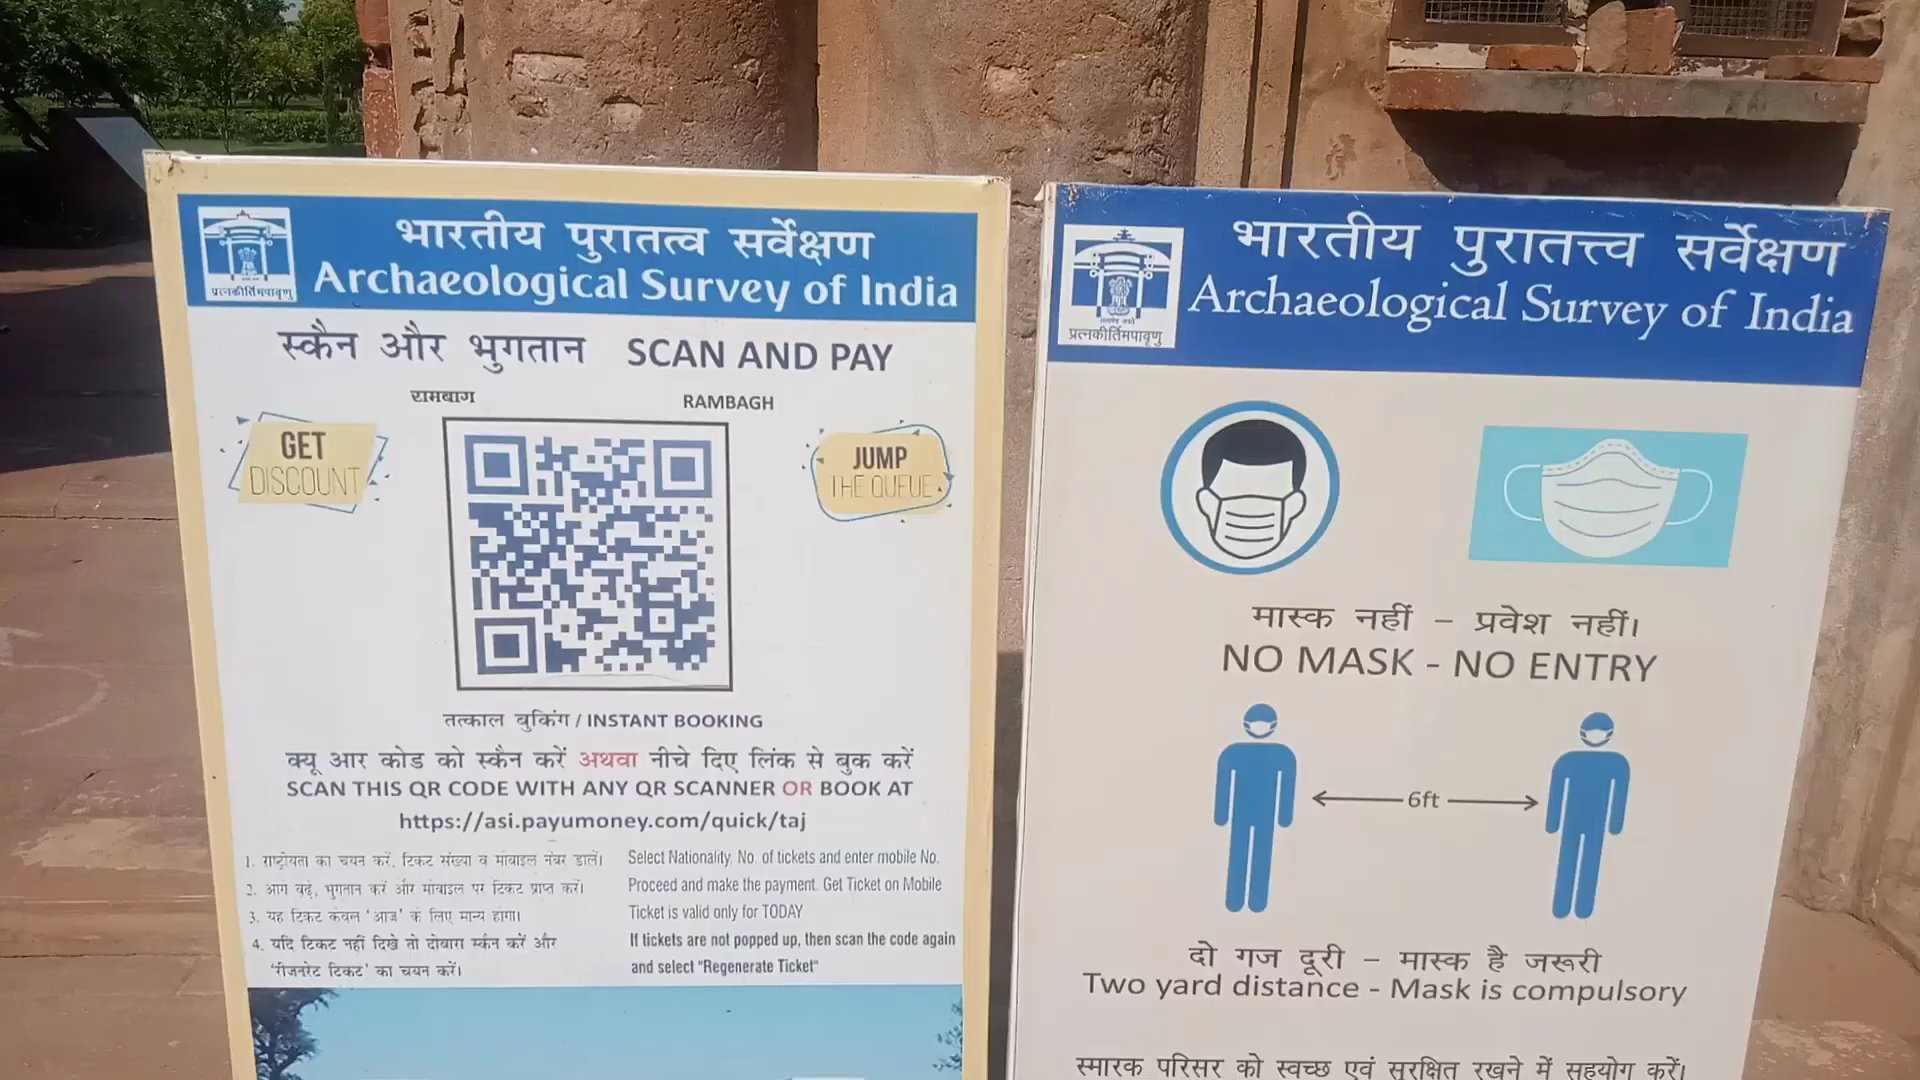 भारतीय पुरातत्व सर्वेक्षण
Archaeological Survey of India
प्रत्नकीर्तिमपावृणु
स्कैन और भुगतान SCAN AND PAY
रामबाग RAMBAGH
GET
DISCOUNT
JUMP
THE QUEUE
तत्काल बुकिंग / INSTANT BOOKING
क्यू आर कोड को स्कैन करें अथवा नीचे दिए लिंक से बुक करें
SCAN THIS QR CODE WITH ANY QR SCANNER OR BOOK AT
https://asi.payumoney.com/quick/taj
1. राष्ट्रीयता का चयन करें, टिकट संख्या व मोबाइल नंबर डालें।
2. आगे बढ़ें, भुगतान करें और मोबाइल पर टिकट प्राप्त करें।
3. यह टिकट केवल 'आज' के लिए मान्य होगा।
4. यदि टिकट नहीं दिखे तो दोबारा स्कैन करें और
'रीजनरेट टिकट' का चयन करें।
Select Nationality, No. of tickets and enter mobile No.
Proceed and make the payment. Get Ticket on Mobile
Ticket is valid only for TODAY
If tickets are not popped up, then scan the code again
and select "Regenerate Ticket"
भारतीय पुरातत्त्व सर्वेक्षण
Archaeological Survey of India
प्रत्नकीर्तिमपावृणु
मास्क नहीं – प्रवेश नहीं।
NO MASK - NO ENTRY
6ft
दो गज दूरी – मास्क है जरूरी
Two yard distance - Mask is compulsory
स्मारक परिसर को स्वच्छ एवं सुरक्षित रखने में सहयोग करें।